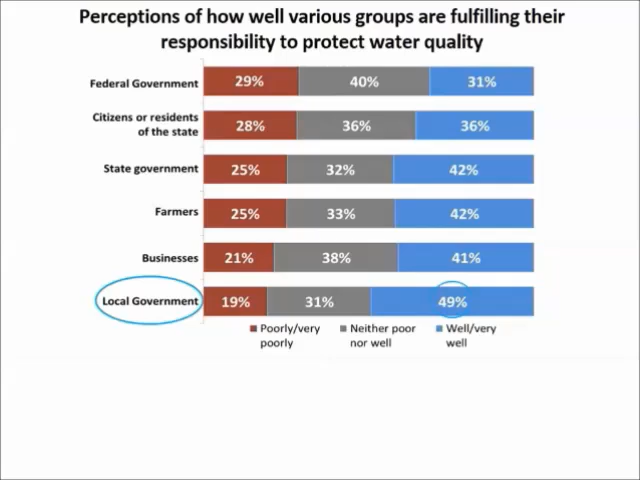 Perceptions of how well various groups are fulfilling their
responsibility to protect water quality
Federal Government 29% 40% 31%
Citizens or residents
of the state 28% 36% 36%
State government 25% 32% 42%
Farmers 25% 33% 42%
Businesses 21% 38% 41%
Local Government 19% 31% 49%
Poorly/very Neither poor Well/very
poorly nor well well